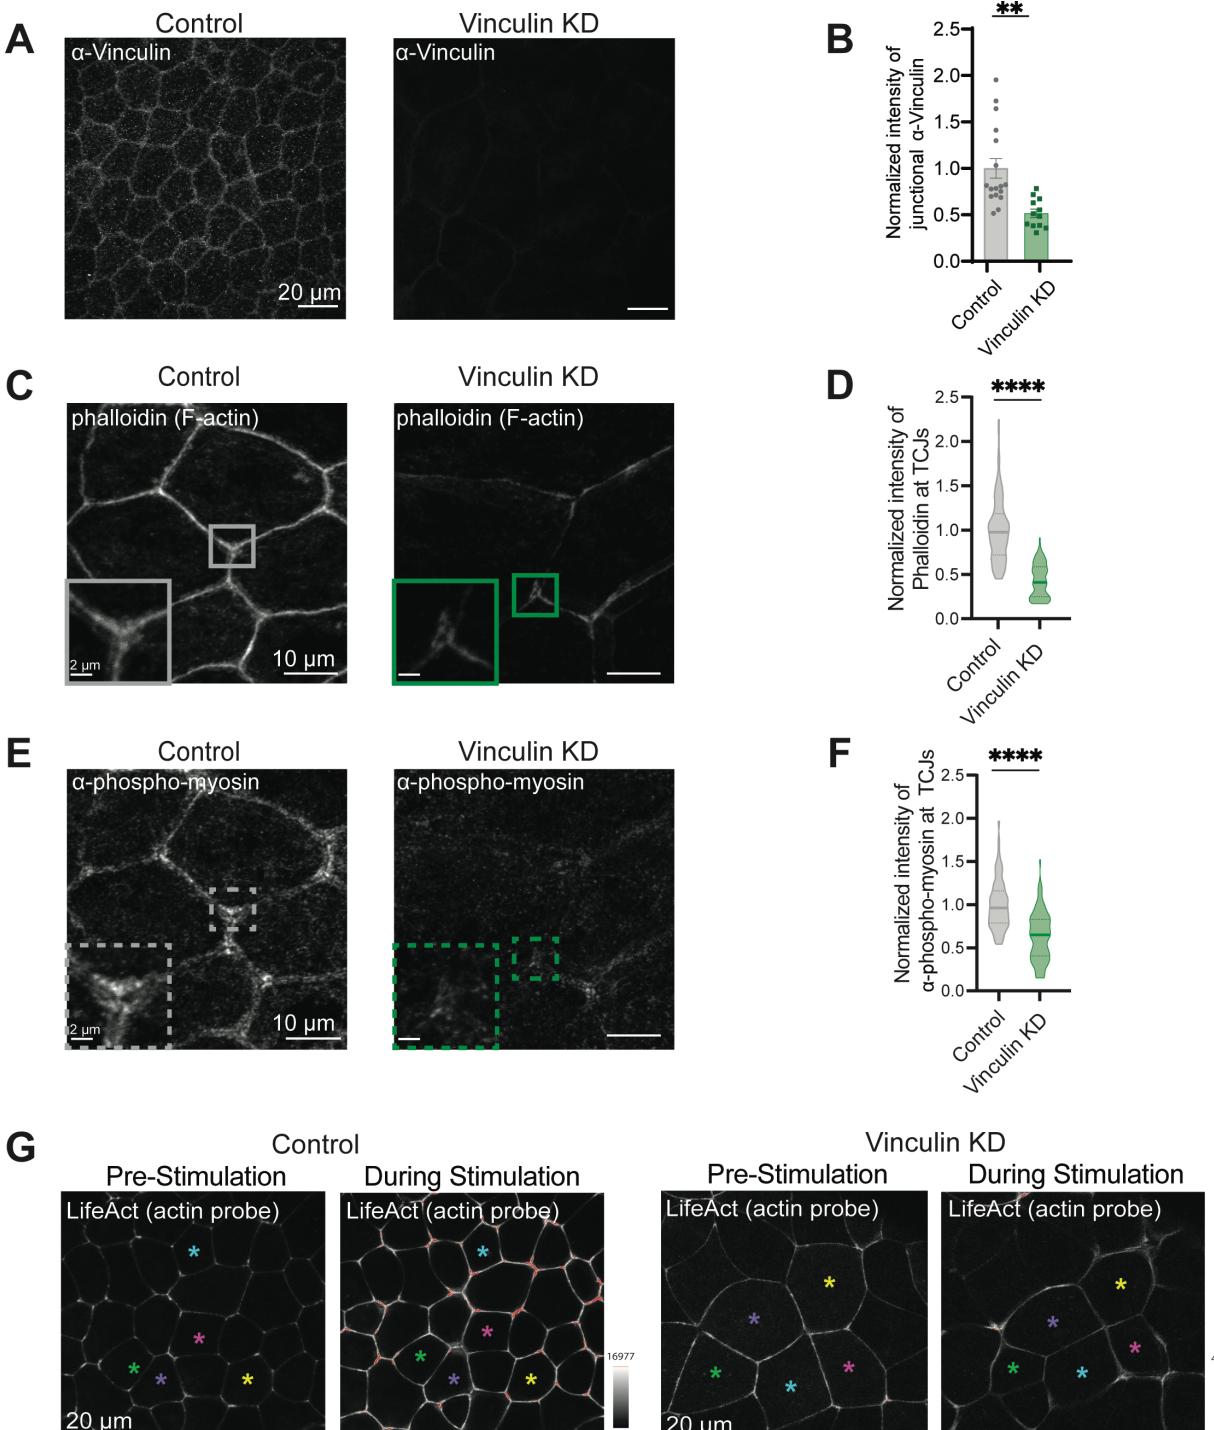 A
Control
Vinculin KD
α-Vinculin
α-Vinculin
20 μm
B
**
Normalized intensity of
junctional α-Vinculin
2.5
2.0
1.5
1.0
0.5
0.0
Control
Vinculin KD
C
Control
Vinculin KD
phalloidin (F-actin)
phalloidin (F-actin)
2 μm
10 μm
D
****
Normalized intensity of
Phalloidin at TCJs
2.5
2.0
1.5
1.0
0.5
0
Control
Vinculin KD
E
Control
Vinculin KD
α-phospho-myosin
α-phospho-myosin
2 μm
10 μm
F
****
Normalized intensity of
α-phospho-myosin at TCJs
2.5
2.0
1.5
1.0
0.5
0.0
Control
Vinculin KD
G
Control
Vinculin KD
Pre-Stimulation
During Stimulation
Pre-Stimulation
During Stimulation
LifeAct (actin probe)
LifeAct (actin probe)
LifeAct (actin probe)
LifeAct (actin probe)
16977
20 μm
20 μm